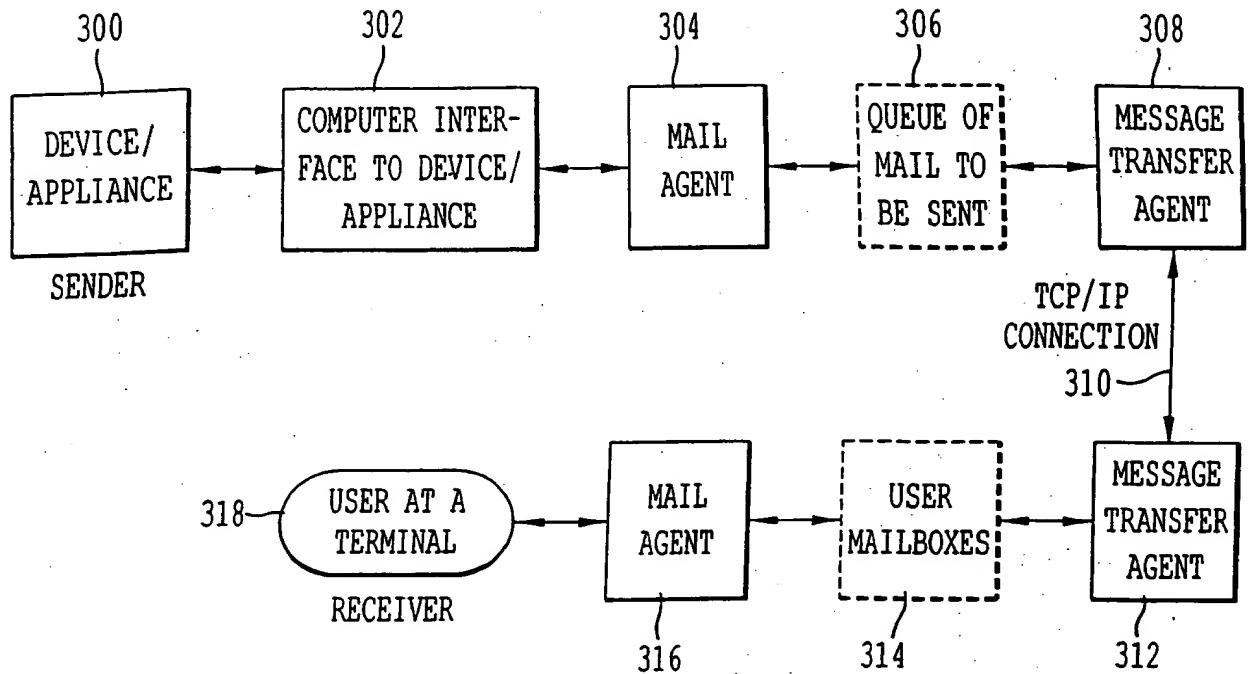 300
302
304
306
308
DEVICE/
APPLIANCE
COMPUTER INTER-
FACE TO DEVICE/
APPLIANCE
MAIL
AGENT
QUEUE OF
MAIL TO
BE SENT
MESSAGE
TRANSFER
AGENT
SENDER
TCP/IP
CONNECTION
310
318
USER AT A
TERMINAL
MAIL
AGENT
USER
MAILBOXES
MESSAGE
TRANSFER
AGENT
RECEIVER
316
314
312